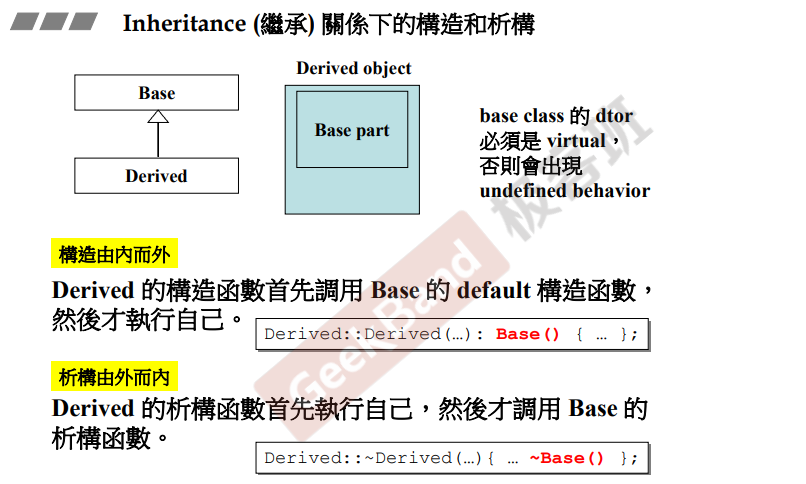 Inheritance (繼承) 關係下的構造和析構
Base
Derived
Derived object
Base part
base class 的 dtor
必須是 virtual，
否則會出現
undefined behavior
構造由內而外
Derived 的構造函數首先調用 Base 的 default 構造函數，
然後才執行自己。
Derived::Derived(…): Base() { … };
析構由外而內
Derived 的析構函數首先執行自己，然後才調用 Base 的
析構函數。
Derived::~Derived(…){ … ~Base() };
GeekBand 极客班